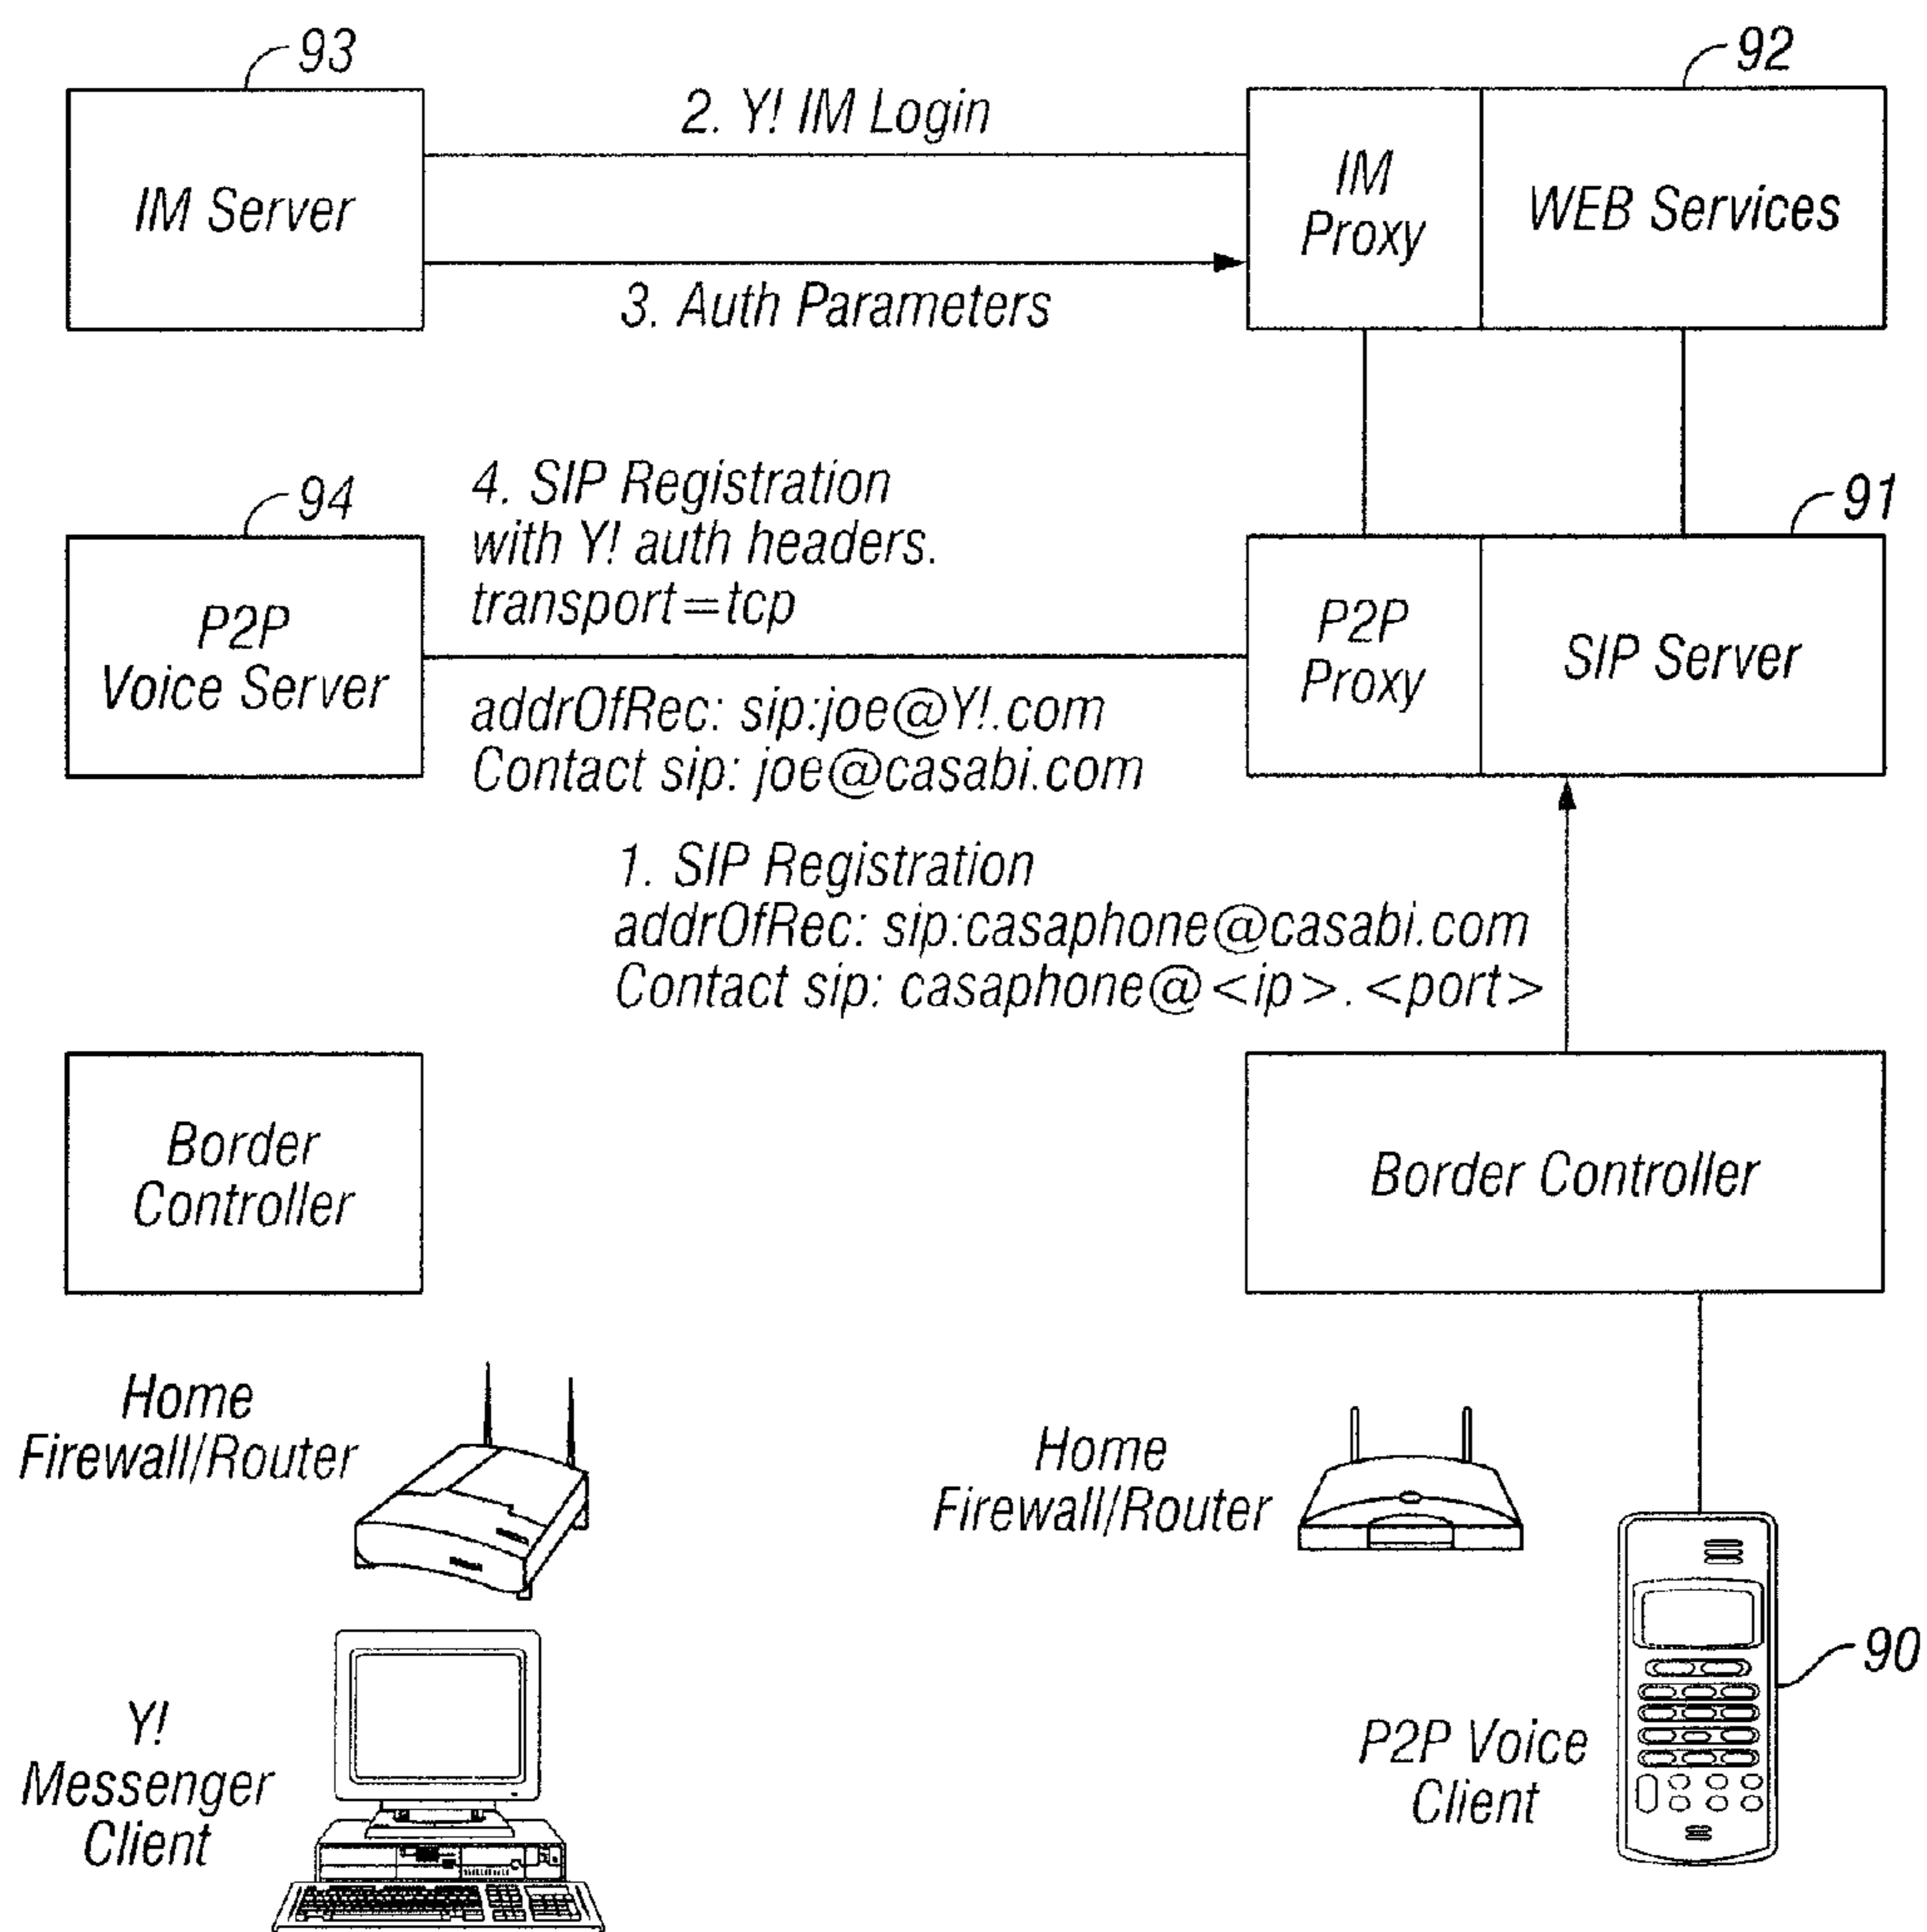 93
92
2. Y! IM Login
IM Server
IM
Proxy
WEB Services
3. Auth Parameters
94
4. SIP Registration
with Y! auth headers.
transport=tcp
91
P2P
Voice Server
P2P
Proxy
SIP Server
addrOfRec: sip:joe@Y!.com
Contact sip: joe@casabi.com
1. SIP Registration
addrOfRec: sip:casaphone@casabi.com
Contact sip: casaphone@<ip>.<port>
Border
Controller
Border Controller
Home
Firewall/Router
Home
Firewall/Router
90
Y!
Messenger
Client
P2P Voice
Client